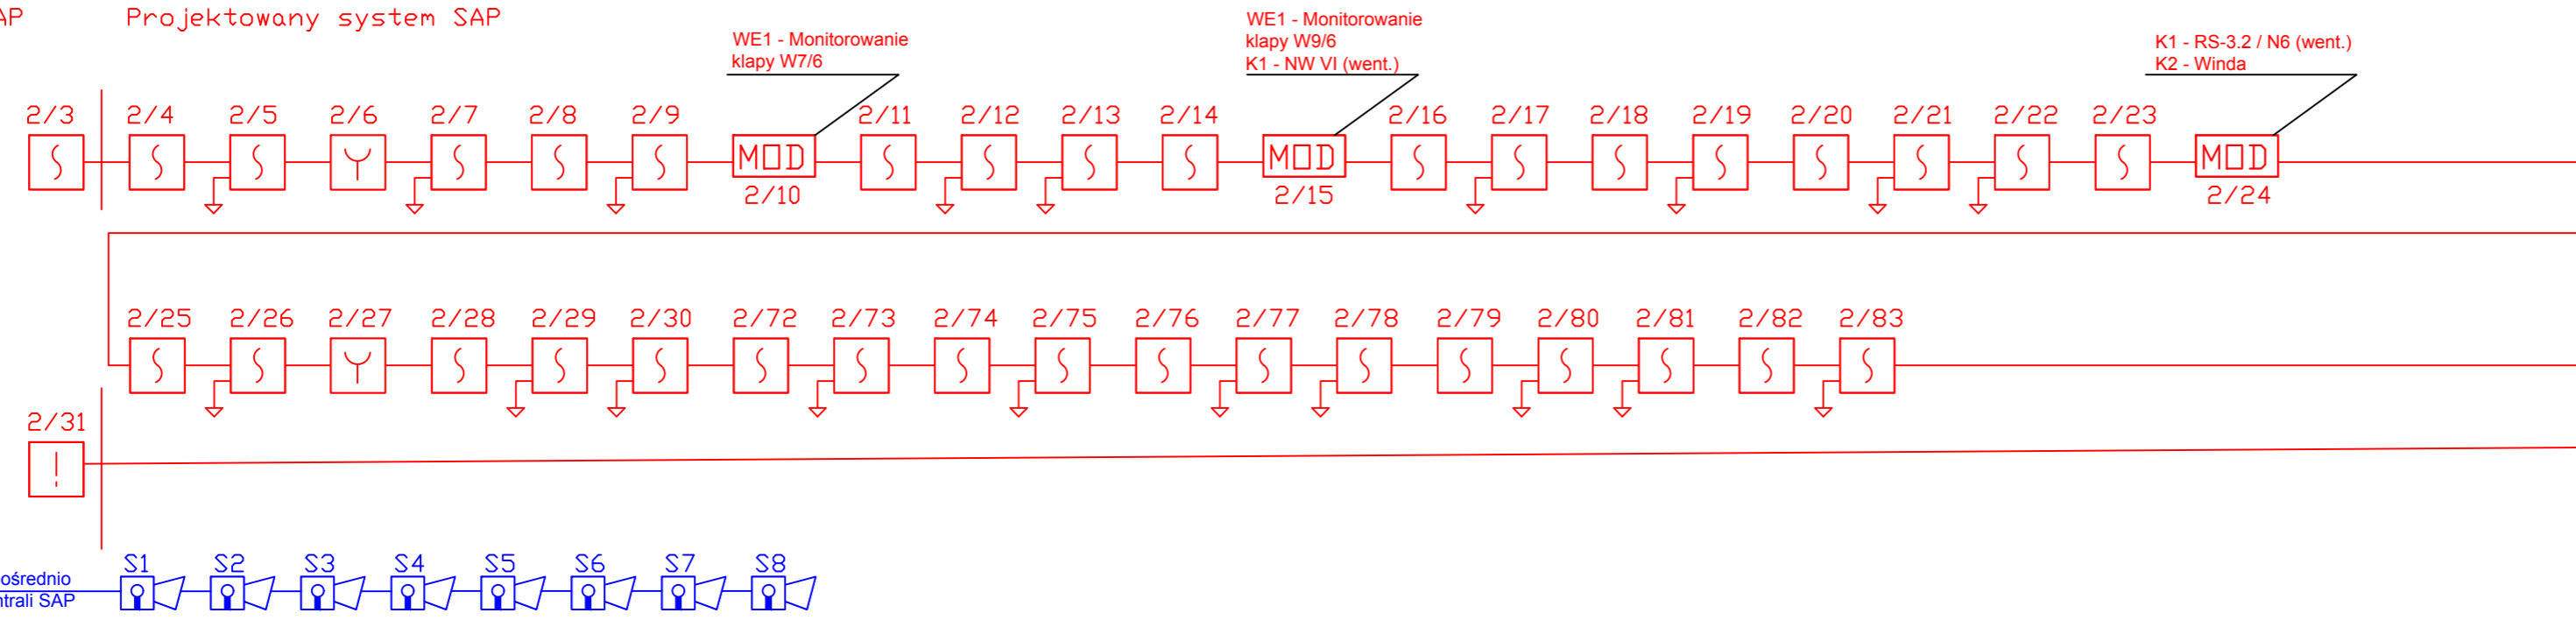 AP Projektowany system SAP
WE1 - Monitorowanie
klapy W7/6
WE1 - Monitorowanie
klapy W9/6
K1 - NW VI (went.)
K1 - RS-3.2 / N6 (went.)
K2 - Winda
2/3 2/4 2/5 2/6 2/7 2/8 2/9 2/11 2/12 2/13 2/14 2/16 2/17 2/18 2/19 2/20 2/21 2/22 2/23
MOD MOD MOD
2/10 2/15 2/24
2/25 2/26 2/27 2/28 2/29 2/30 2/72 2/73 2/74 2/75 2/76 2/77 2/78 2/79 2/80 2/81 2/82 2/83
2/31
!
S1 S2 S3 S4 S5 S6 S7 S8
ośrednio
ntrali SAP